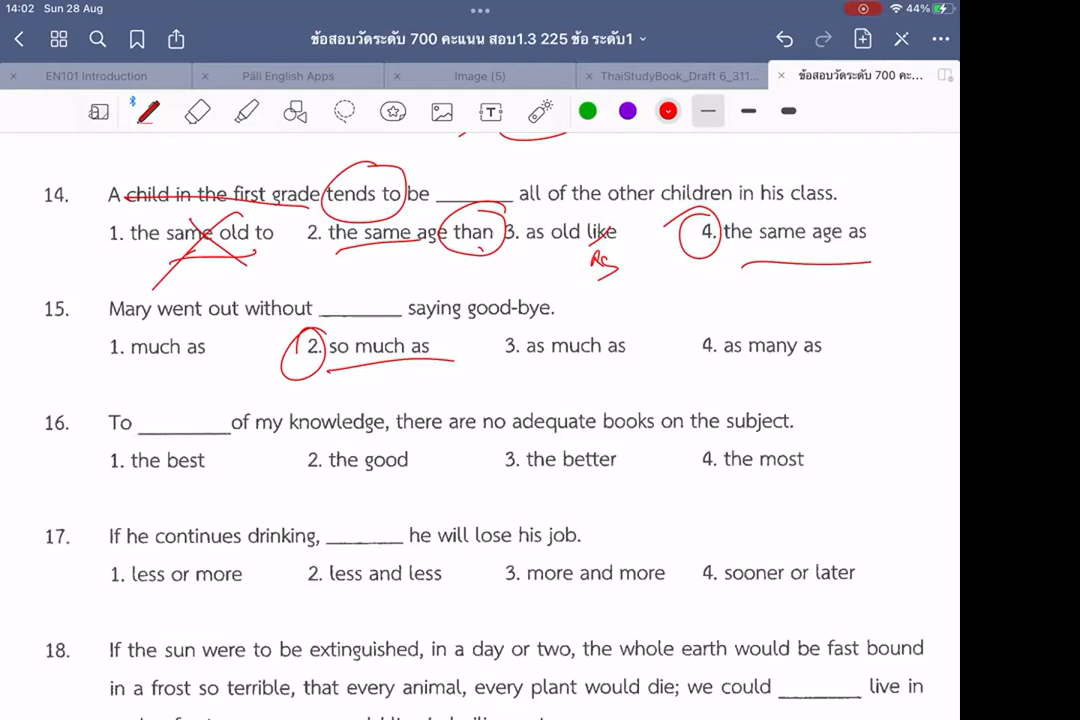 14:02 Sun 28 Aug
44%
ข้อสอบวัดระดับ 700 คะแนน สอบ1.3 225 ข้อ ระดับ1
EN101 Introduction
Pāli English Apps
Image (5)
ThaiStudyBook_Draft 6_311...
ข้อสอบวัดระดับ 700 คะ...
14. A child in the first grade tends to be ________ all of the other children in his class.
1. the same old to 2. the same age than 3. as old like 4. the same age as
As
15. Mary went out without ________ saying good-bye.
1. much as 2. so much as 3. as much as 4. as many as
16. To _________ of my knowledge, there are no adequate books on the subject.
1. the best 2. the good 3. the better 4. the most
17. If he continues drinking, ________ he will lose his job.
1. less or more 2. less and less 3. more and more 4. sooner or later
18. If the sun were to be extinguished, in a day or two, the whole earth would be fast bound
in a frost so terrible, that every animal, every plant would die; we could ________ live in